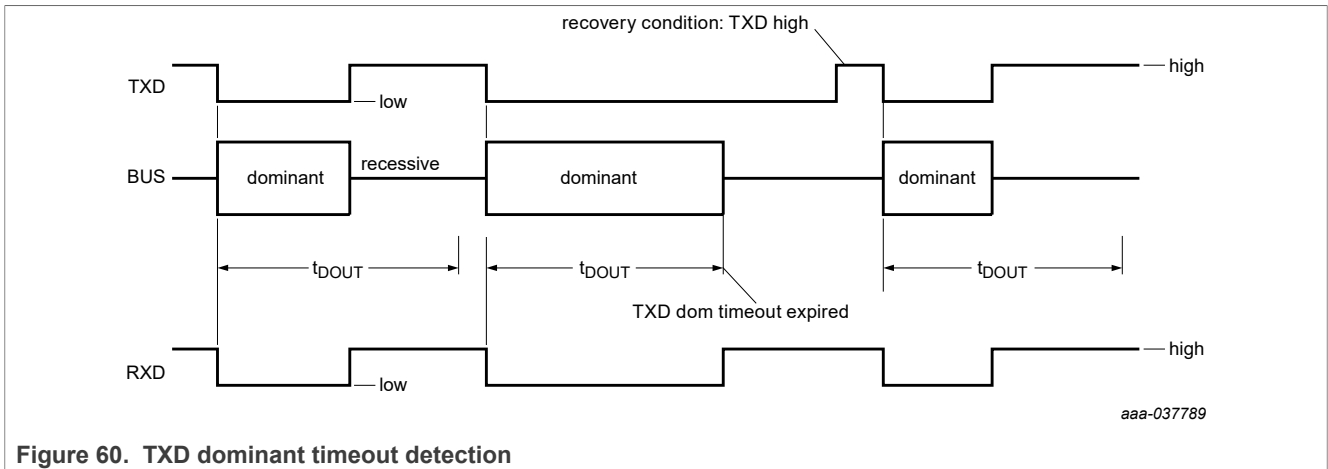 recovery condition: TXD high
TXD
low
high
BUS
dominant
recessive
dominant
dominant
tDOUT
tDOUT
tDOUT
TXD dom timeout expired
RXD
low
high
aaa-037789
Figure 60. TXD dominant timeout detection